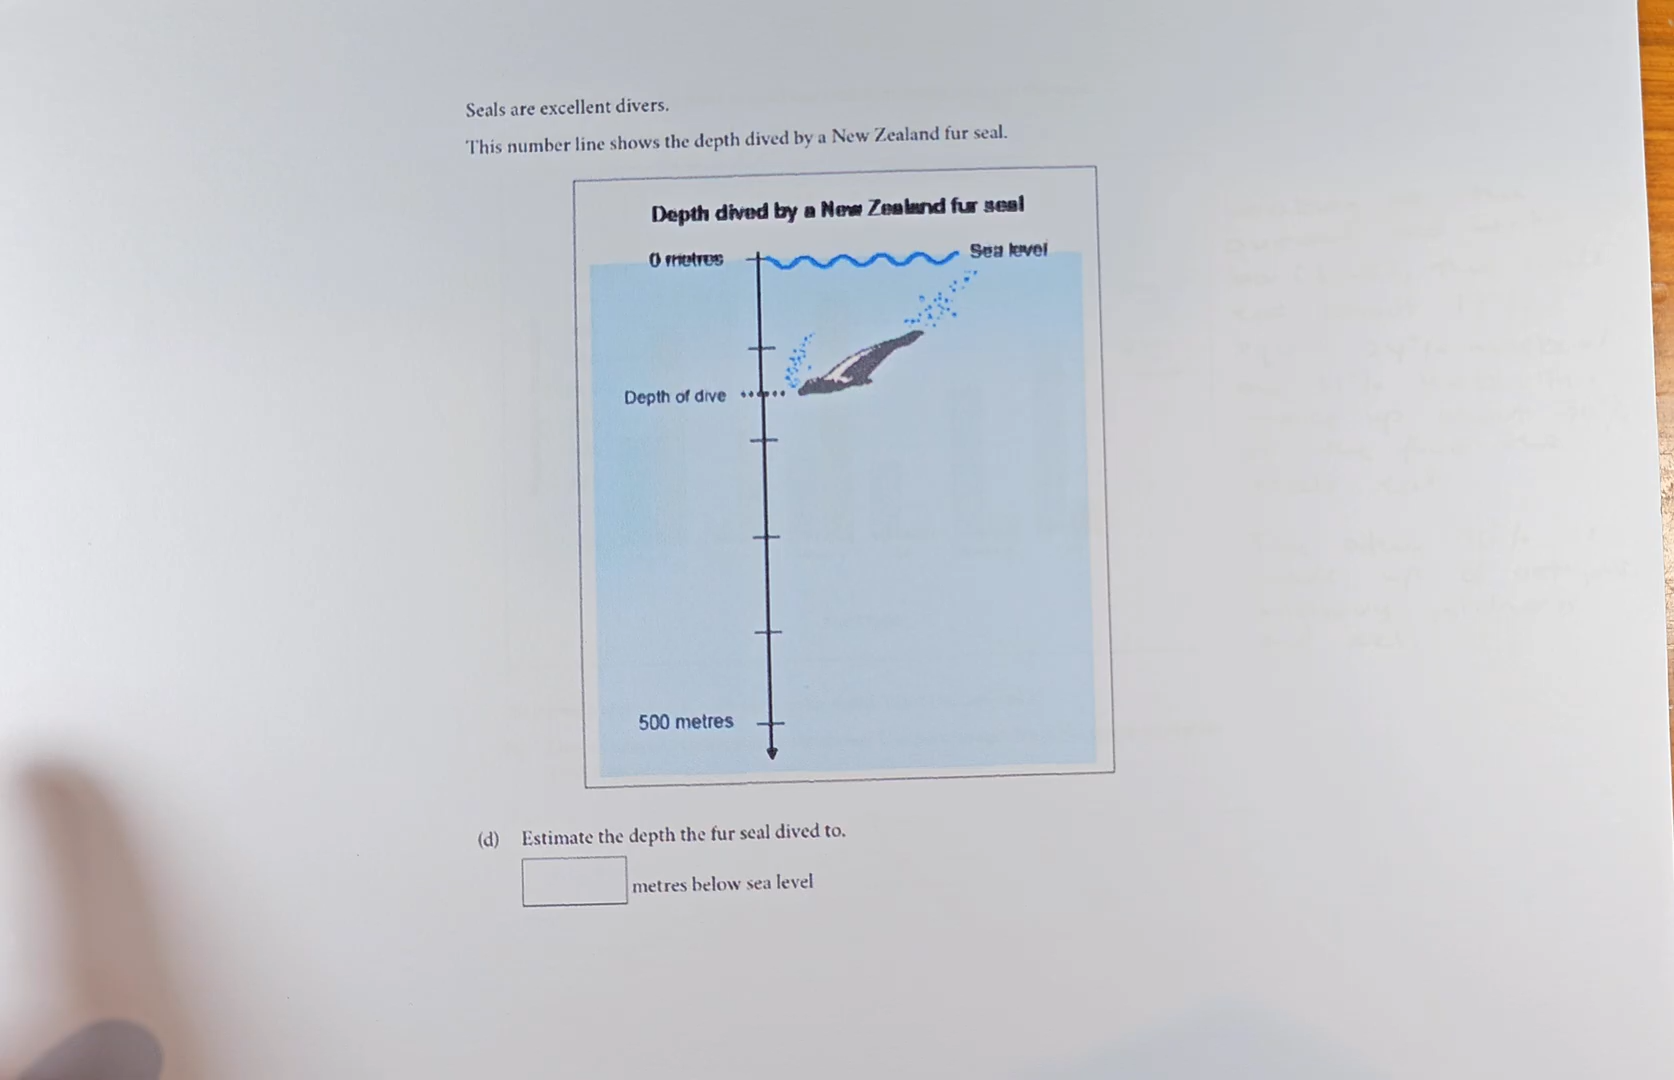 Seals are excellent divers.
This number line shows the depth dived by a New Zealand fur seal.
Depth dived by a New Zealand fur seal
0 metres
Sea level
Depth of dive
500 metres
(d) Estimate the depth the fur seal dived to.
metres below sea level